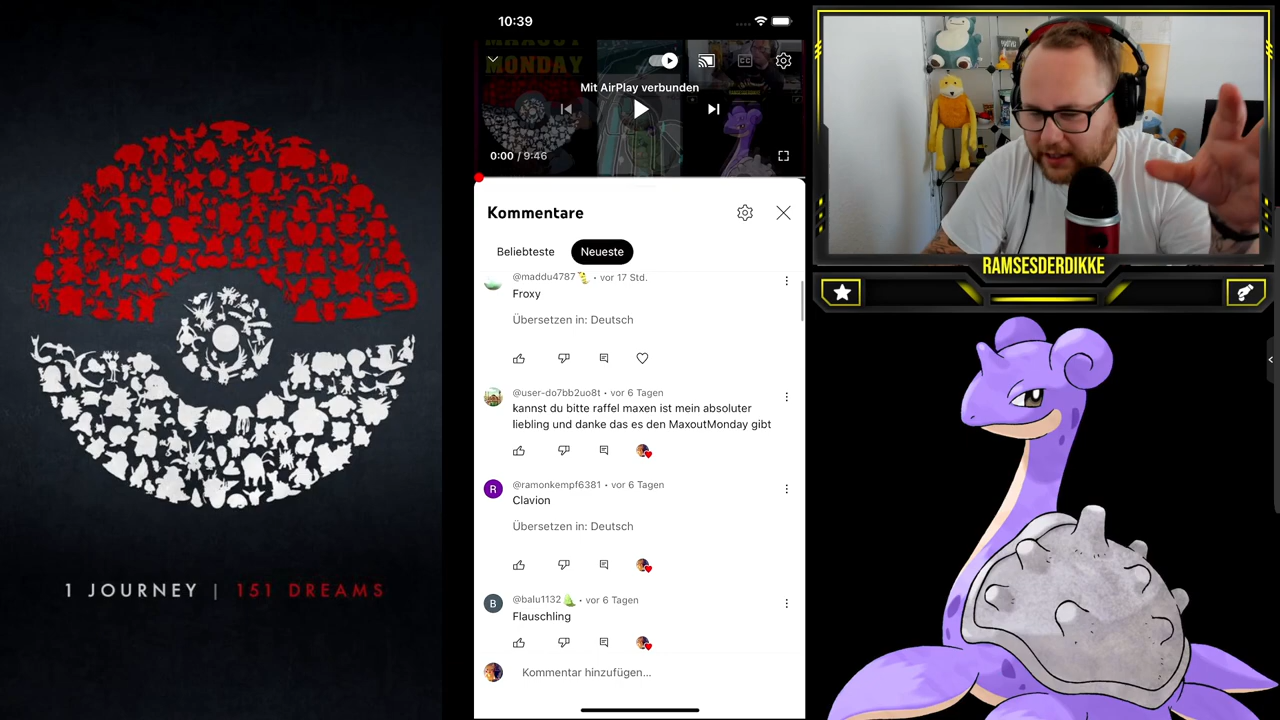 1 JOURNEY | 151 DREAMS
10:39
MAXOUT
MONDAY
Mit AirPlay verbunden
0:00 / 9:46
Kommentare
Beliebteste
Neueste
@maddu4787 • vor 17 Std.
Froxy
Übersetzen in: Deutsch
@user-do7bb2uo8t • vor 6 Tagen
kannst du bitte raffel maxen ist mein absoluter
liebling und danke das es den MaxoutMonday gibt
R
@ramonkempf6381 • vor 6 Tagen
Clavion
Übersetzen in: Deutsch
B
@balu1132 • vor 6 Tagen
Flauschling
Kommentar hinzufügen...
RAMSESDERDIKKE